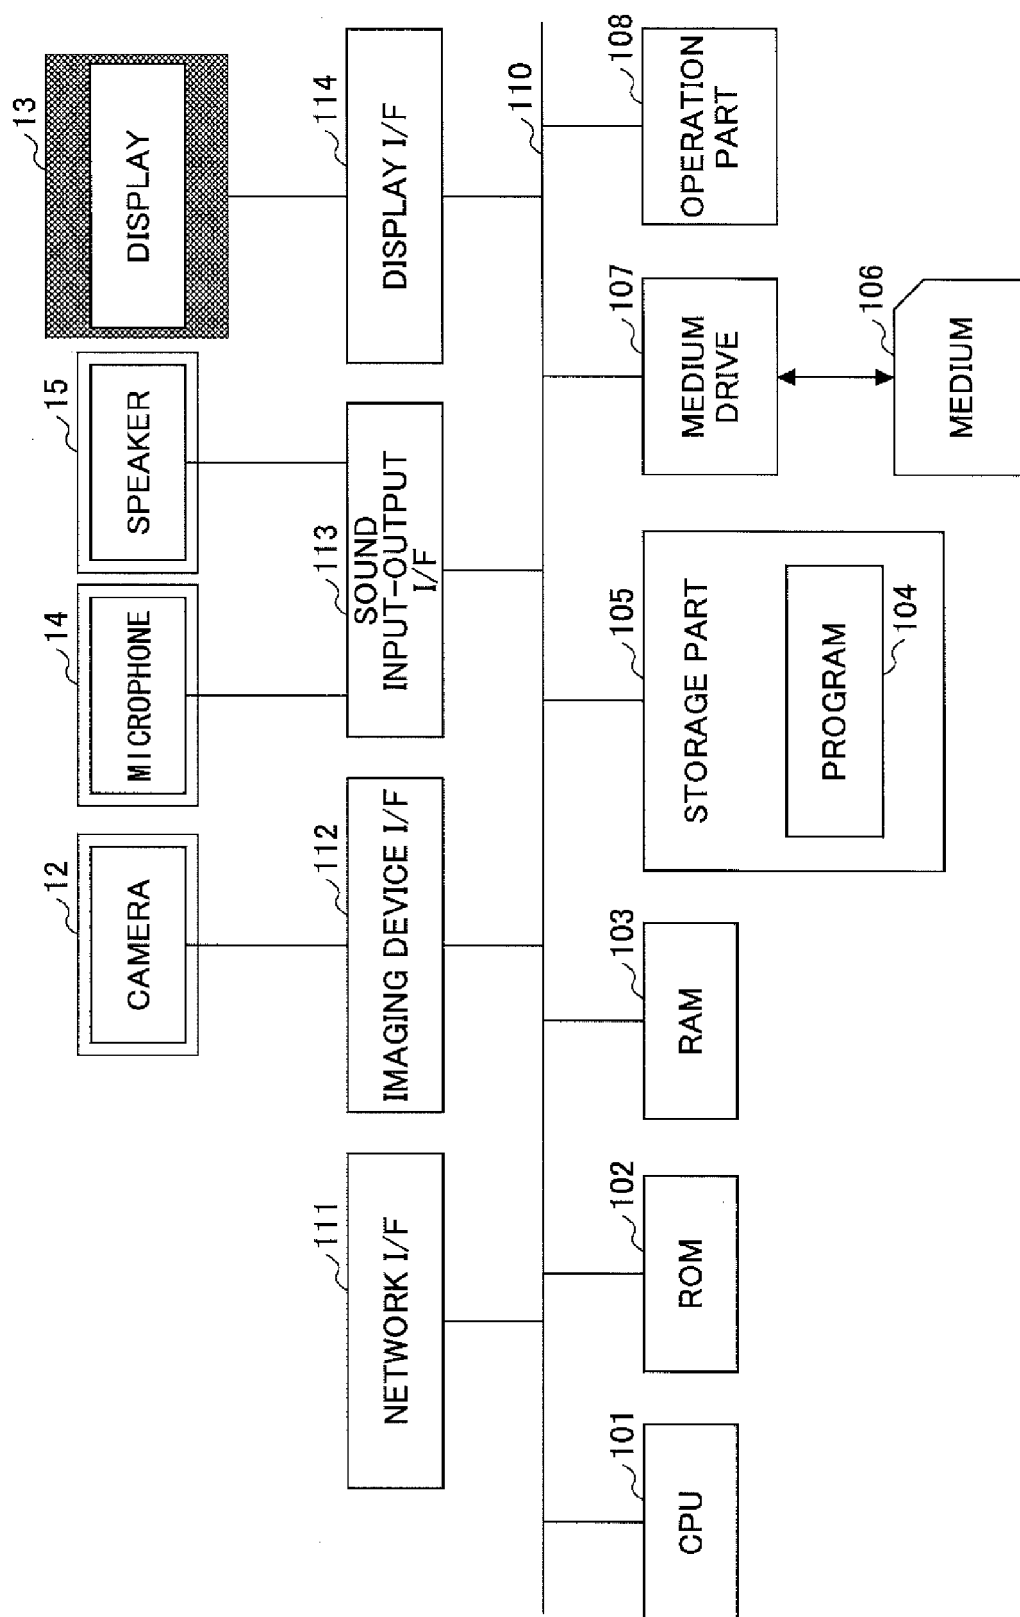 12
CAMERA
14
MICROPHONE
15
SPEAKER
13
DISPLAY
111
NETWORK I/F
112
IMAGING DEVICE I/F
113
SOUND
INPUT-OUTPUT
I/F
114
DISPLAY I/F
110
101
CPU
102
ROM
103
RAM
105
STORAGE PART
PROGRAM
104
107
MEDIUM
DRIVE
106
MEDIUM
108
OPERATION
PART